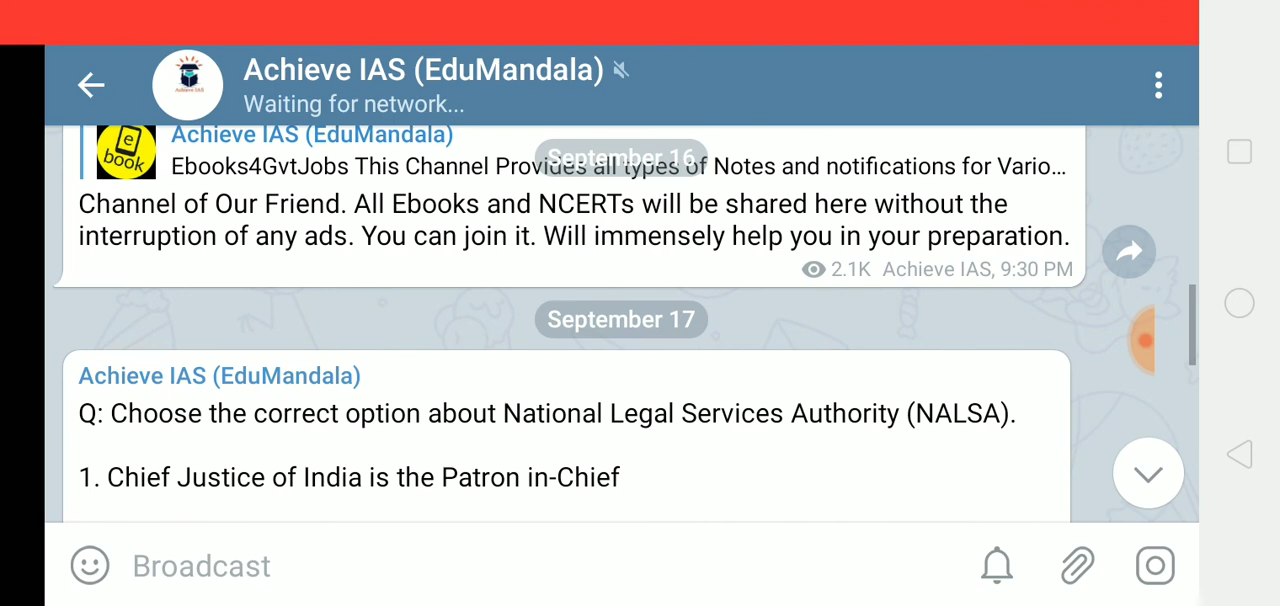 Achieve IAS (EduMandala)
Waiting for network...
Achieve IAS (EduMandala)
September 16
Ebooks4GvtJobs This Channel Provides all types of Notes and notifications for Vario...
Channel of Our Friend. All Ebooks and NCERTs will be shared here without the
interruption of any ads. You can join it. Will immensely help you in your preparation.
2.1K Achieve IAS, 9:30 PM
September 17
Achieve IAS (EduMandala)
Q: Choose the correct option about National Legal Services Authority (NALSA).
1. Chief Justice of India is the Patron in-Chief
Broadcast
e
book
Achieve IAS